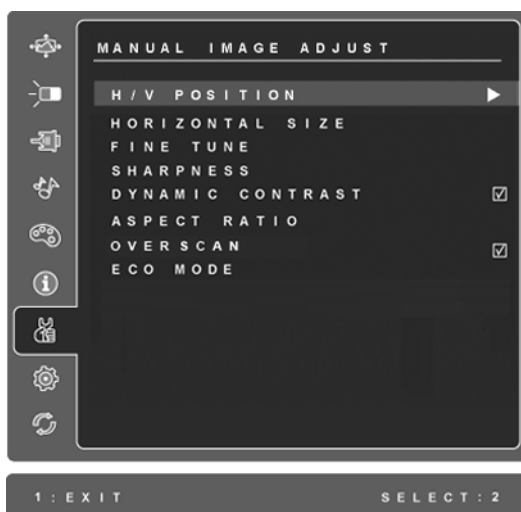 MANUAL IMAGE ADJUST
H/V POSITION
HORIZONTAL SIZE
FINE TUNE
SHARPNESS
DYNAMIC CONTRAST
ASPECT RATIO
OVERSCAN
ECO MODE
1:EXIT SELECT:2